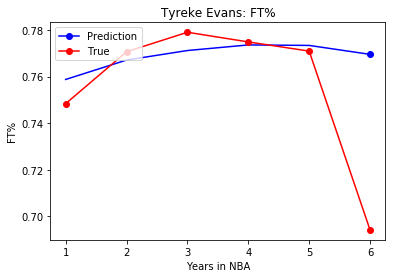 Tyreke Evans: FT%
Prediction
True
0.78
0.76
0.74
0.72
0.70
FT%
1 2 3 4 5 6
Years in NBA